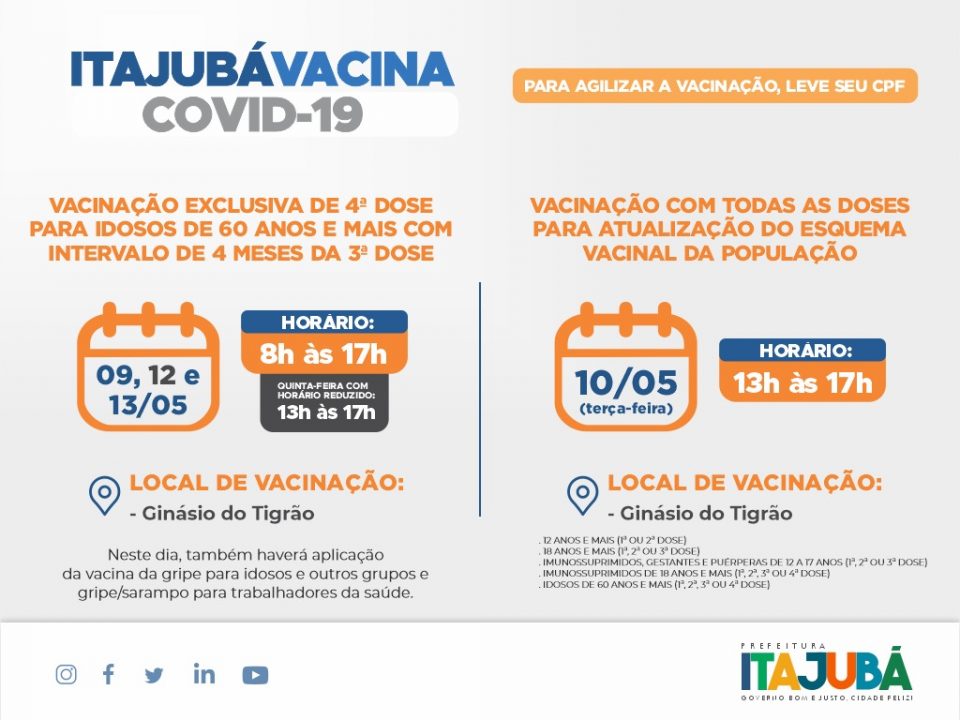 ITAJUBÁVACINA
COVID-19
PARA AGILIZAR A VACINAÇÃO, LEVE SEU CPF
VACINAÇÃO EXCLUSIVA DE 4ª DOSE
PARA IDOSOS DE 60 ANOS E MAIS COM
INTERVALO DE 4 MESES DA 3ª DOSE
09, 12 e
13/05
HORÁRIO:
8h às 17h
QUINTA-FEIRA COM
HORÁRIO REDUZIDO:
13h às 17h
LOCAL DE VACINAÇÃO:
- Ginásio do Tigrão
Neste dia, também haverá aplicação
da vacina da gripe para idosos e outros grupos e
gripe/sarampo para trabalhadores da saúde.
VACINAÇÃO COM TODAS AS DOSES
PARA ATUALIZAÇÃO DO ESQUEMA
VACINAL DA POPULAÇÃO
10/05
(terça-feira)
HORÁRIO:
13h às 17h
LOCAL DE VACINAÇÃO:
- Ginásio do Tigrão
. 12 ANOS E MAIS (1ª OU 2ª DOSE)
. 18 ANOS E MAIS (1ª, 2ª OU 3ª DOSE)
. IMUNOSSUPRIMIDOS, GESTANTES E PUÉRPERAS DE 12 A 17 ANOS (1ª, 2ª OU 3ª DOSE)
. IMUNOSSUPRIMIDOS DE 18 ANOS E MAIS (1ª, 2ª, 3ª OU 4ª DOSE)
. IDOSOS DE 60 ANOS E MAIS (1ª, 2ª, 3ª OU 4ª DOSE)
PREFEITURA
ITAJUBÁ
GOVERNO BOM E JUSTO. CIDADE FELIZ!